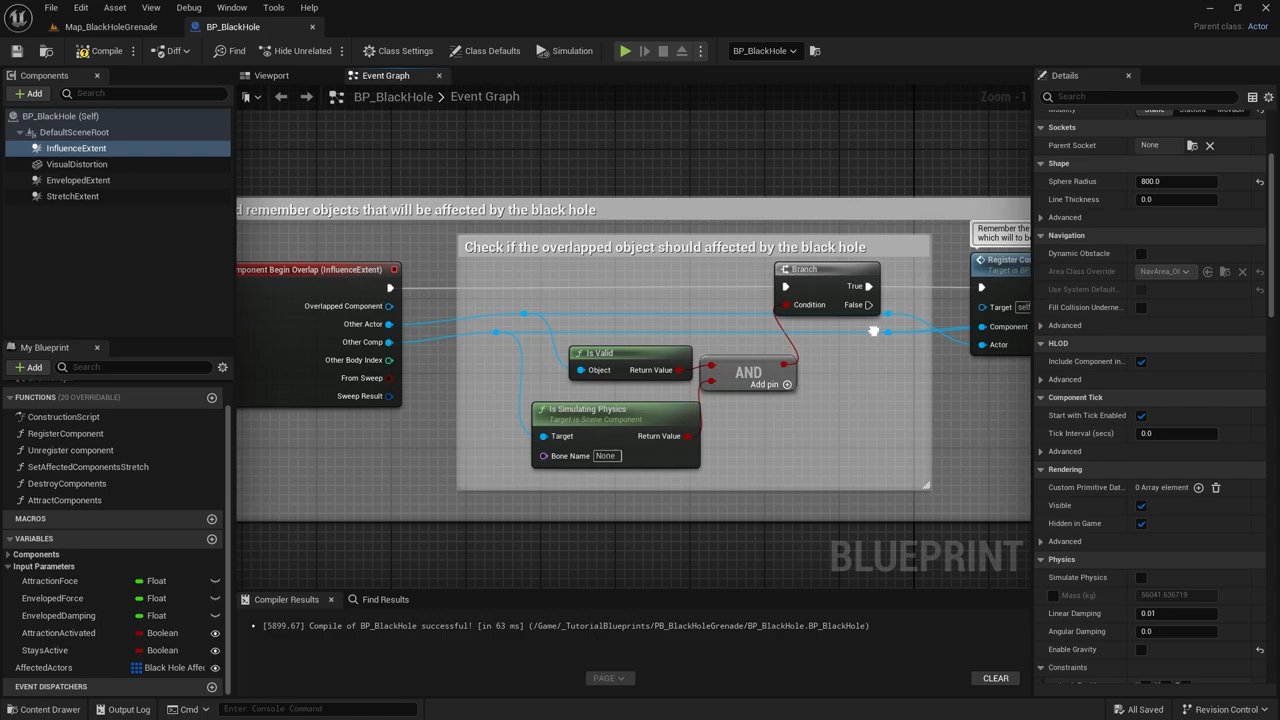 File Edit Asset View Debug Window Tools Help
Map_BlackHoleGrenade
BP_BlackHole
Parent class: Actor
Compile
Diff
Find
Hide Unrelated
Class Settings
Class Defaults
Simulation
BP_BlackHole
Components
Add
Search
BP_BlackHole (Self)
DefaultSceneRoot
InfluenceExtent
VisualDistortion
EnvelopedExtent
StretchExtent
My Blueprint
Add
Search
FUNCTIONS (20 OVERRIDABLE)
ConstructionScript
RegisterComponent
Unregister component
SetAffectedComponentsStretch
DestroyComponents
AttractComponents
MACROS
VARIABLES
Components
Input Parameters
AttractionFoce Float
EnvelopedForce Float
EnvelopedDamping Float
AttractionActivated Boolean
StaysActive Boolean
AffectedActors Black Hole Affec
EVENT DISPATCHERS
Viewport
Event Graph
BP_BlackHole > Event Graph
Zoom -1
d remember objects that will be affected by the black hole
Check if the overlapped object should affected by the black hole
Remember the
which will to be
mponent Begin Overlap (InfluenceExtent)
Overlapped Component
Other Actor
Other Comp
Other Body Index
From Sweep
Sweep Result
Branch
True
Condition
False
Register Co
Target is BP
Target self
Component
Actor
Is Valid
Object
Return Value
AND
Add pin
Is Simulating Physics
Target is Scene Component
Target
Return Value
Bone Name None
BLUEPRINT
Compiler Results
Find Results
[5899.67] Compile of BP_BlackHole successful! [in 63 ms] (/Game/_TutorialBlueprints/PB_BlackHoleGrenade/BP_BlackHole.BP_BlackHole)
PAGE
CLEAR
Details
Search
Sockets
Parent Socket None
Shape
Sphere Radius 800.0
Line Thickness 0.0
Advanced
Navigation
Dynamic Obstacle
Area Class Override NavArea_Ol
Use System Default..
Fill Collision Underne..
Advanced
HLOD
Include Component in..
Advanced
Component Tick
Start with Tick Enabled
Tick Interval (secs) 0.0
Advanced
Rendering
Custom Primitive Dat.. 0 Array element
Visible
Hidden in Game
Advanced
Physics
Simulate Physics
Mass (kg) 56041.636719
Linear Damping 0.01
Angular Damping 0.0
Enable Gravity
Constraints
Content Drawer
Output Log
Cmd
Enter Console Command
All Saved
Revision Control